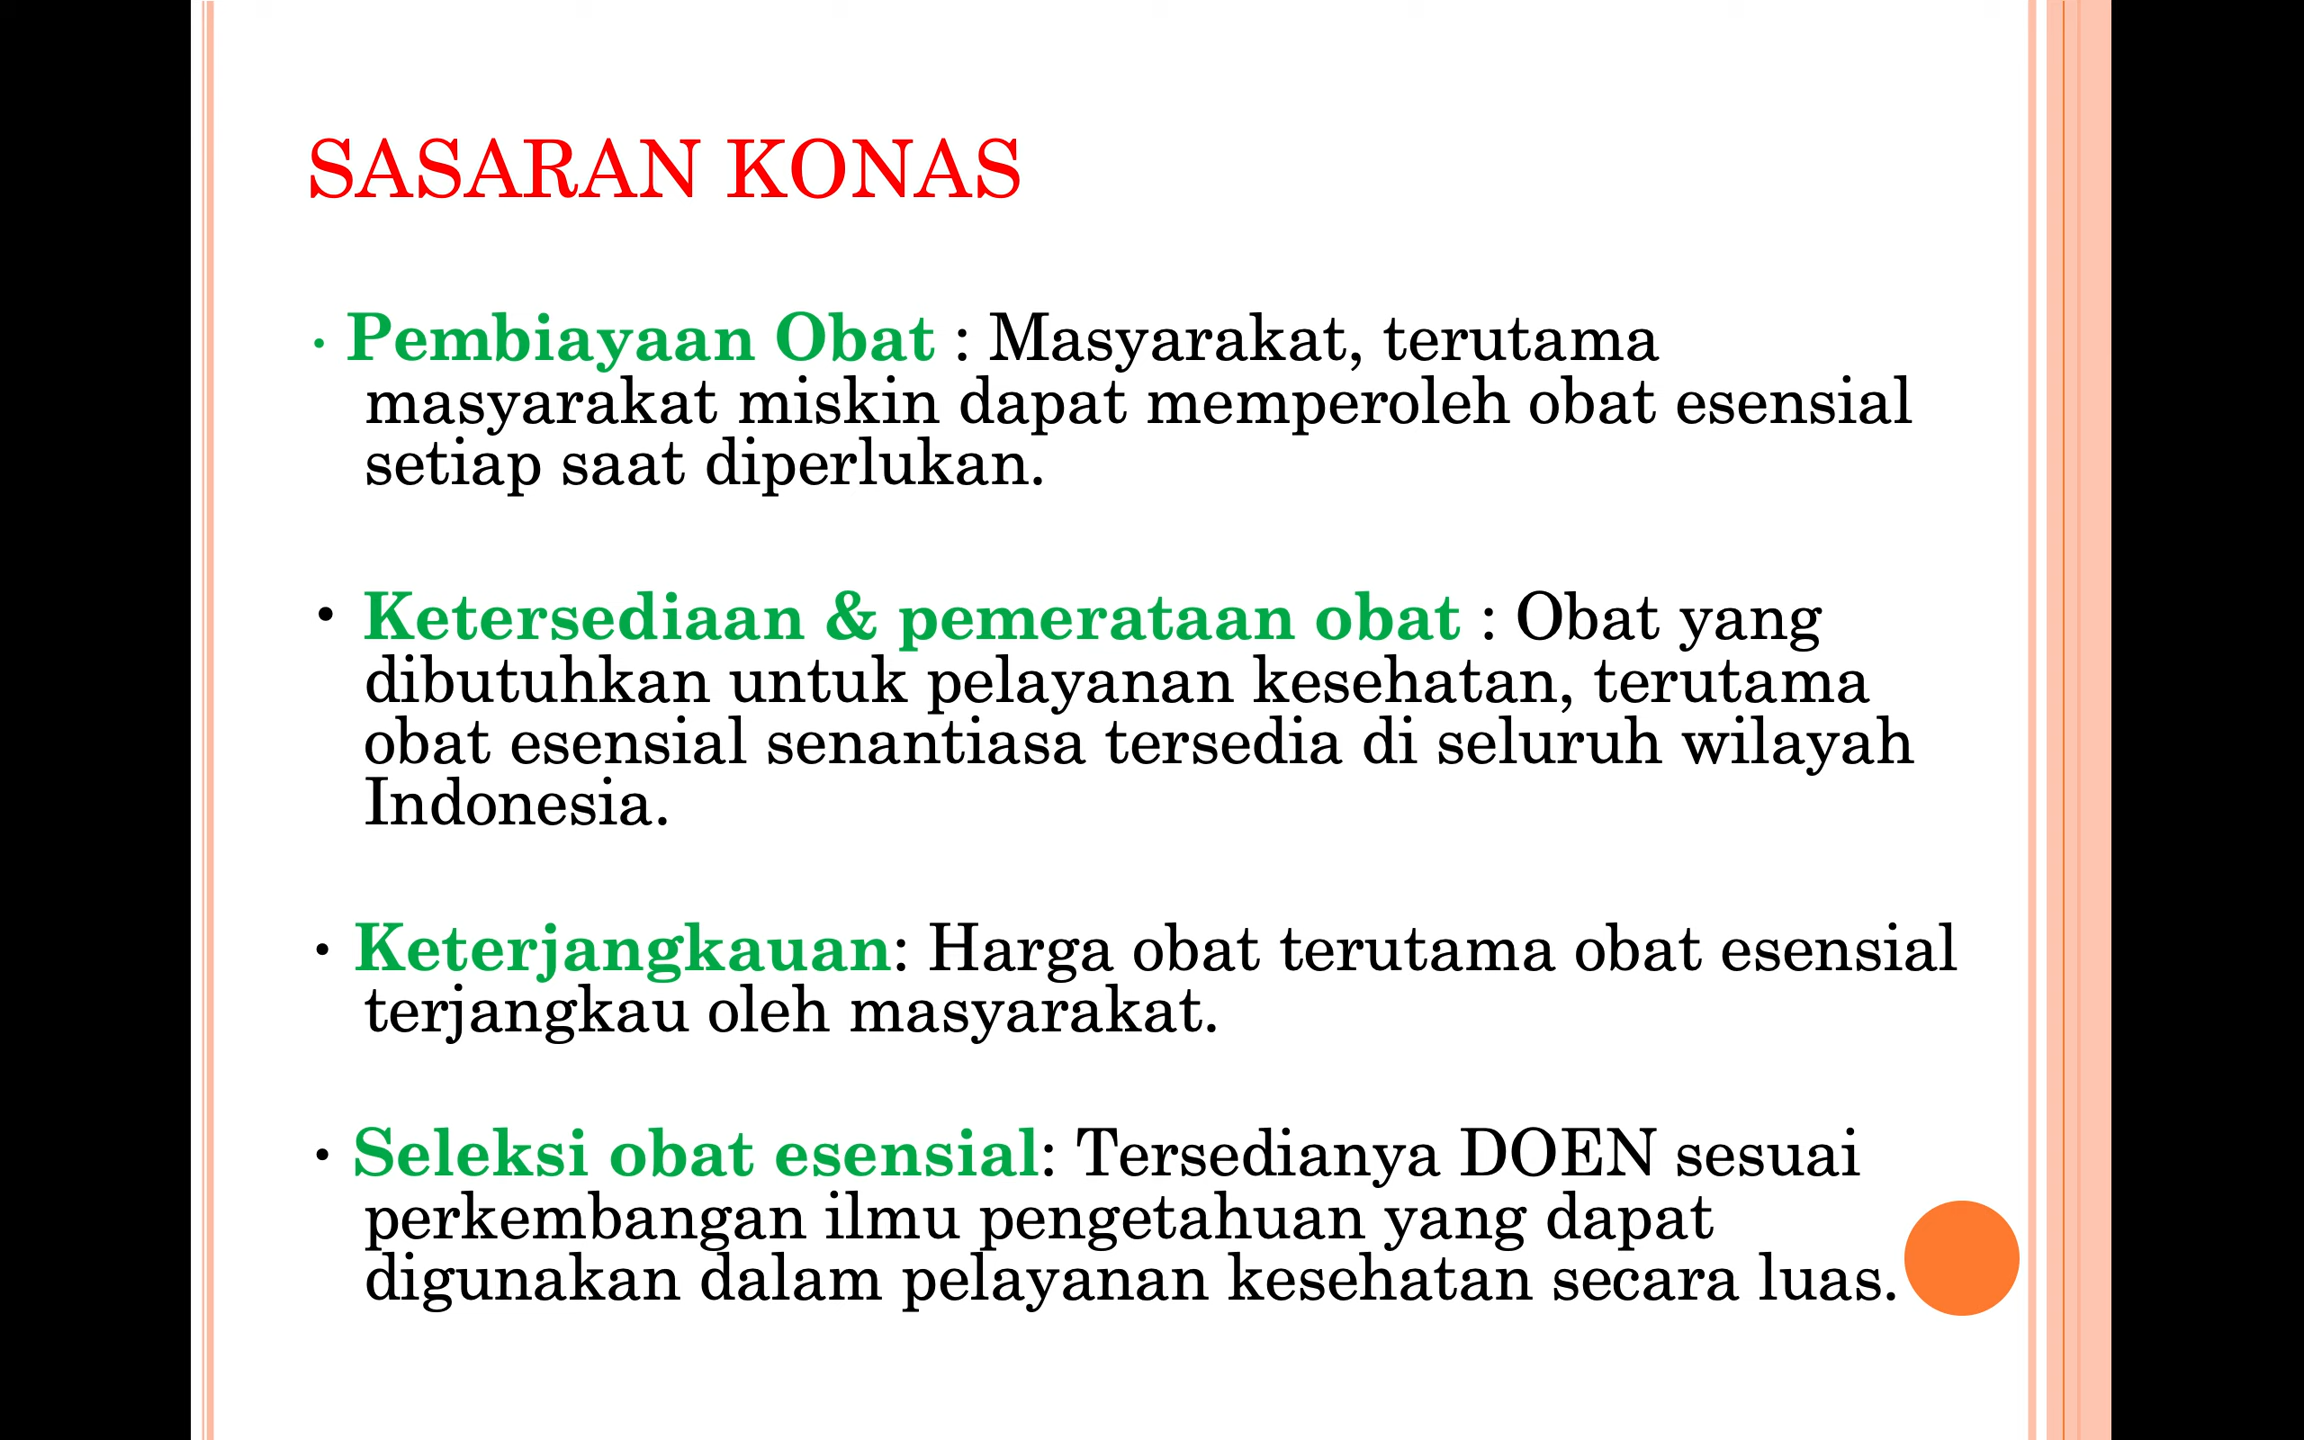 SASARAN KONAS
• Pembiayaan Obat : Masyarakat, terutama
masyarakat miskin dapat memperoleh obat esensial
setiap saat diperlukan.
• Ketersediaan & pemerataan obat : Obat yang
dibutuhkan untuk pelayanan kesehatan, terutama
obat esensial senantiasa tersedia di seluruh wilayah
Indonesia.
• Keterjangkauan: Harga obat terutama obat esensial
terjangkau oleh masyarakat.
• Seleksi obat esensial: Tersedianya DOEN sesuai
perkembangan ilmu pengetahuan yang dapat
digunakan dalam pelayanan kesehatan secara luas.